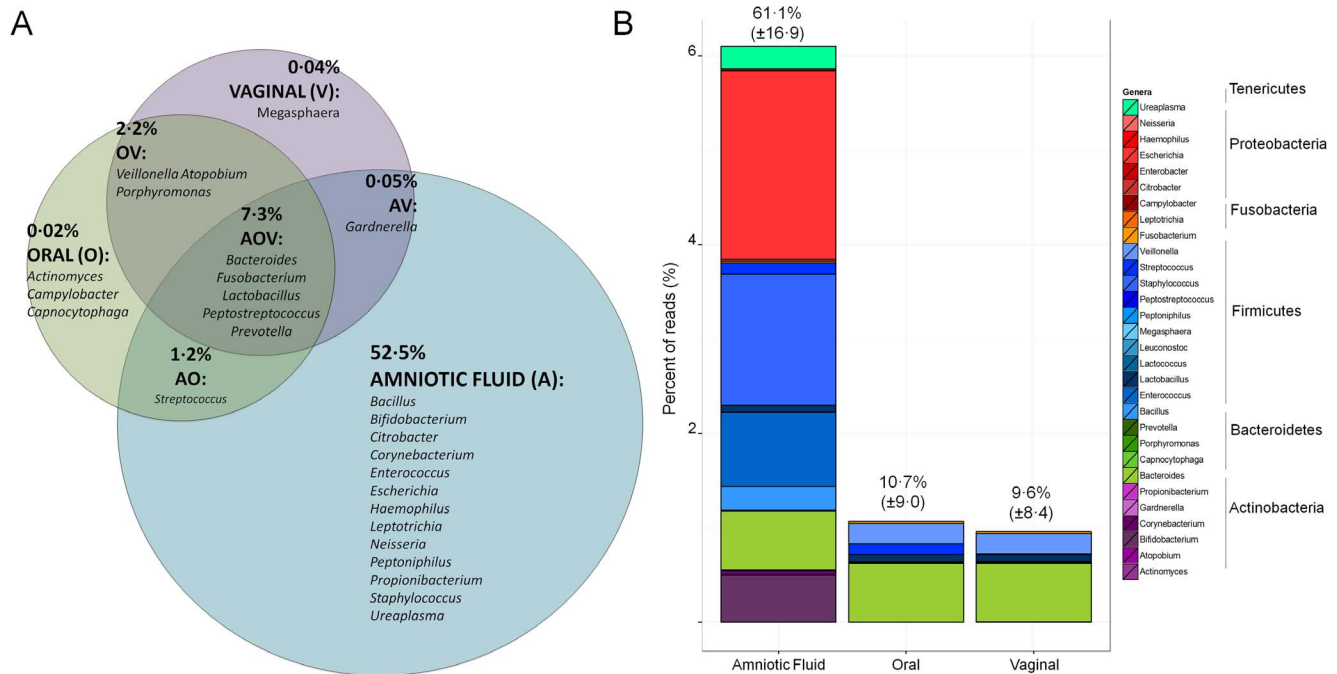 A
0·04%
VAGINAL (V):
Megasphaera
2·2%
OV:
Veillonella Atopobium
Porphyromonas
0·05%
AV:
Gardnerella
7·3%
AOV:
Bacteroides
Fusobacterium
Lactobacillus
Peptostreptococcus
Prevotella
0·02%
ORAL (O):
Actinomyces
Campylobacter
Capnocytophaga
1·2%
AO:
Streptococcus
52·5%
AMNIOTIC FLUID (A):
Bacillus
Bifidobacterium
Citrobacter
Corynebacterium
Enterococcus
Escherichia
Haemophilus
Leptotrichia
Neisseria
Peptoniphilus
Propionibacterium
Staphylococcus
Ureaplasma
B
61·1%
(±16·9)
10·7%
(±9·0)
9·6%
(±8·4)
Percent of reads (%)
6
4
2
Amniotic Fluid
Oral
Vaginal
Genera
Ureaplasma
Neisseria
Haemophilus
Escherichia
Enterobacter
Citrobacter
Campylobacter
Leptotrichia
Fusobacterium
Veillonella
Streptococcus
Staphylococcus
Peptostreptococcus
Peptoniphilus
Megasphaera
Leuconostoc
Lactococcus
Lactobacillus
Enterococcus
Bacillus
Prevotella
Porphyromonas
Capnocytophaga
Bacteroides
Propionibacterium
Gardnerella
Corynebacterium
Bifidobacterium
Atopobium
Actinomyces
Tenericutes
Proteobacteria
Fusobacteria
Firmicutes
Bacteroidetes
Actinobacteria